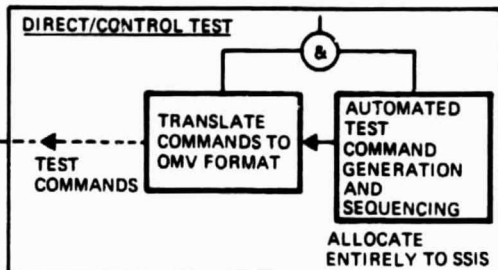 DIRECT/CONTROL TEST
&
TRANSLATE
COMMANDS TO
OMV FORMAT
AUTOMATED
TEST
COMMAND
GENERATION
AND
SEQUENCING
TEST
COMMANDS
ALLOCATE
ENTIRELY TO SSIS